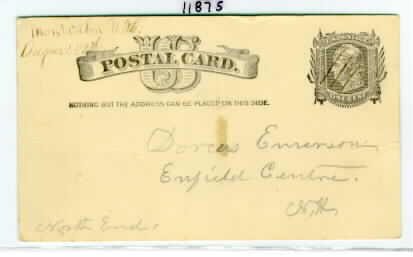 11875
U S
POSTAL CARD.
NOTHING BUT THE ADDRESS CAN BE PLACED ON THIS SIDE.
Dorcas Emerson
Enfield Centre.
N.H.
North End.